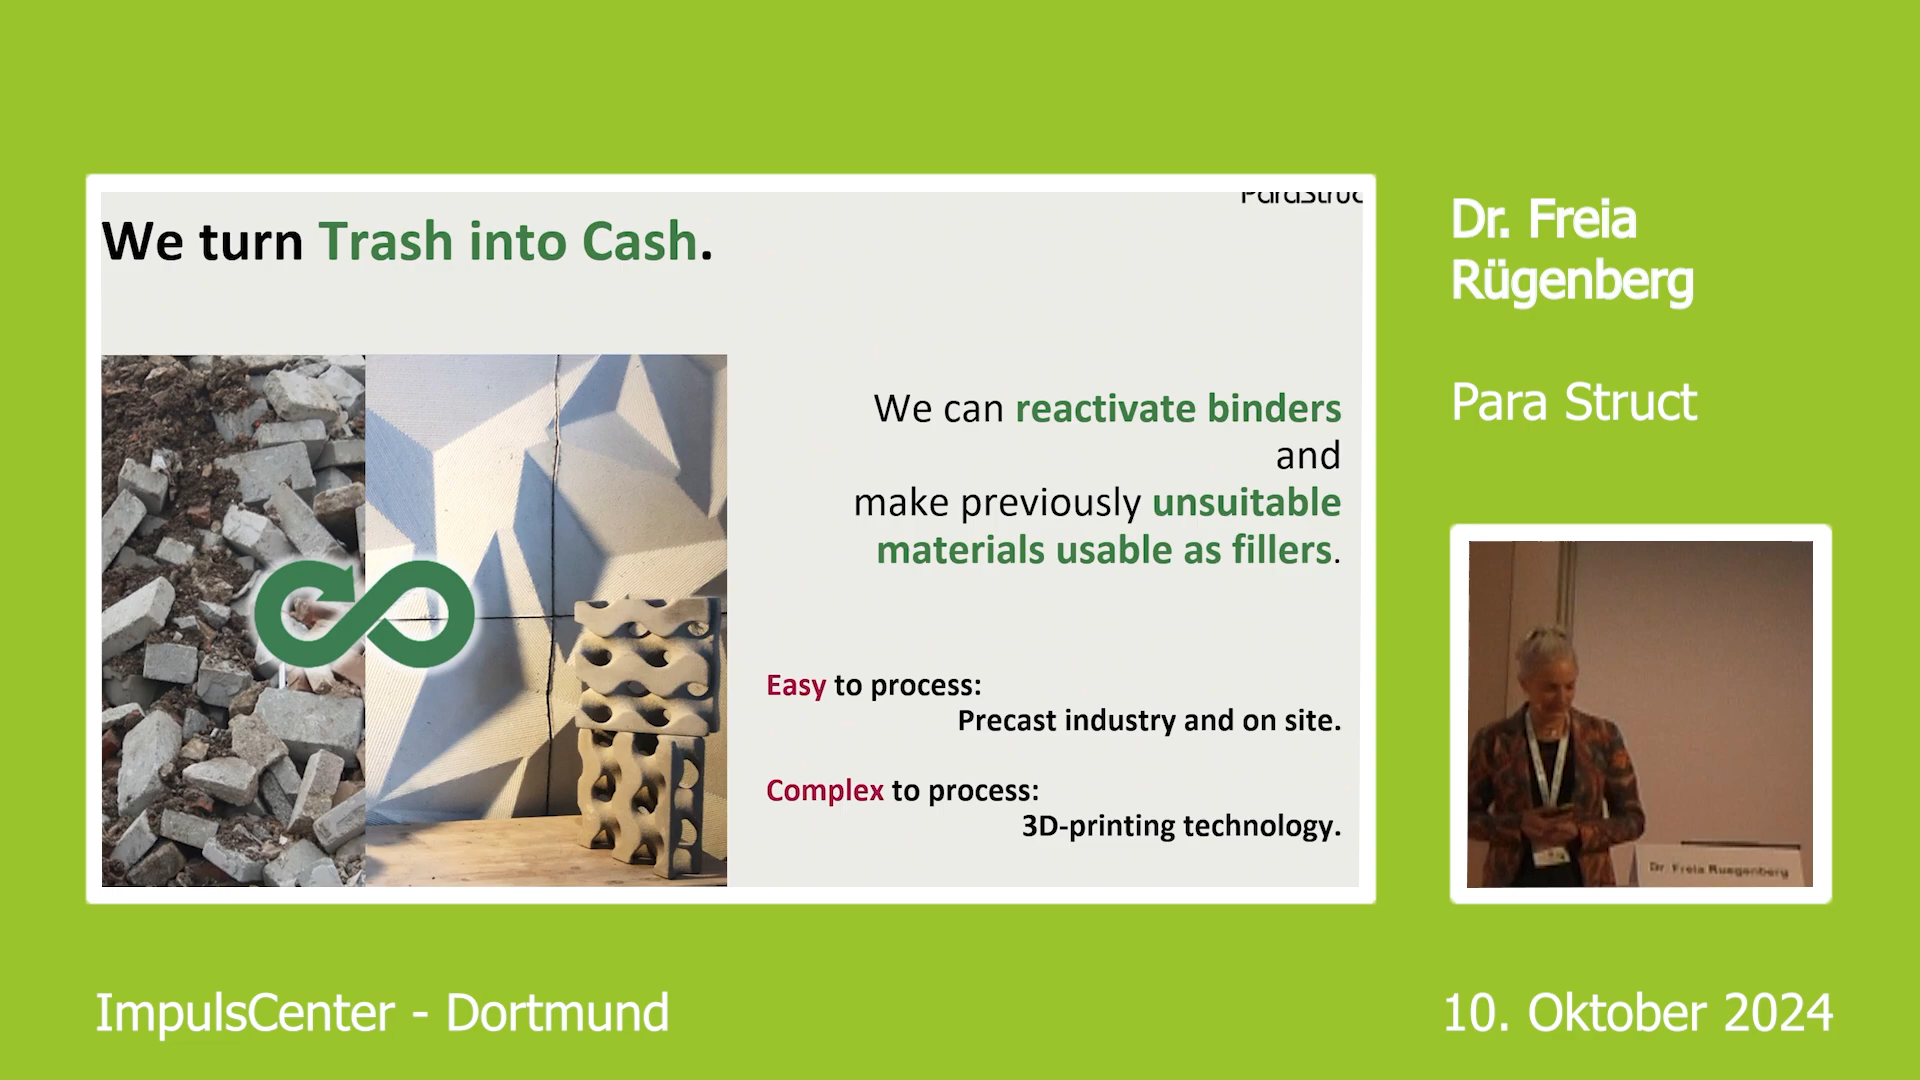 ParaStruc
We turn Trash into Cash.
We can reactivate binders
and
make previously unsuitable
materials usable as fillers.
Easy to process:
Precast industry and on site.
Complex to process:
3D-printing technology.
Dr. Freia
Rügenberg
Para Struct
Dr. Freia Ruegenberg
ImpulsCenter - Dortmund
10. Oktober 2024